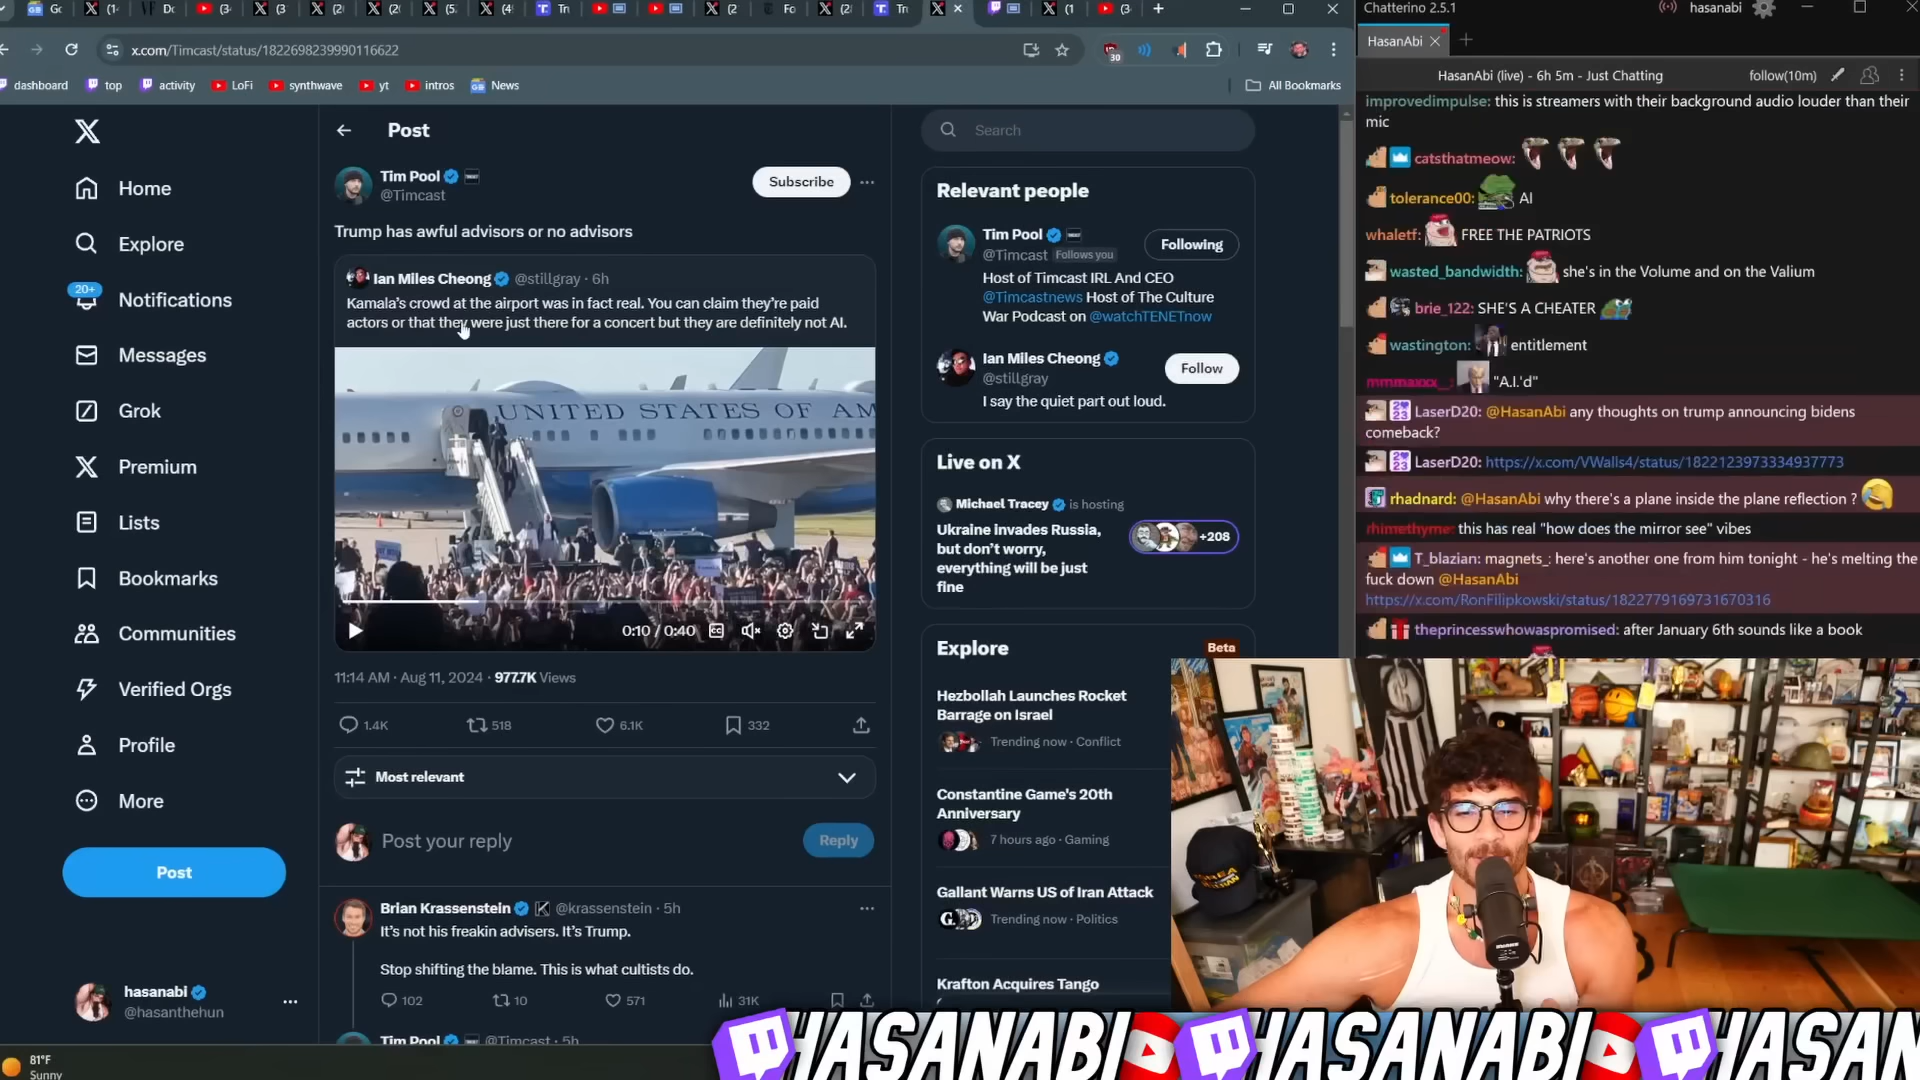 x.com/Timcast/status/1822698239990116622
30
dashboard
top
activity
LoFi
synthwave
yt
intros
News
All Bookmarks
Home
Explore
20+
Notifications
Messages
Grok
Premium
Lists
Bookmarks
Communities
Verified Orgs
Profile
More
Post
hasanabi
@hasanthehun
81°F
Sunny
Post
Tim Pool
@Timcast
Subscribe
Trump has awful advisors or no advisors
Ian Miles Cheong @stillgray · 6h
Kamala's crowd at the airport was in fact real. You can claim they're paid
actors or that they were just there for a concert but they are definitely not AI.
UNITED STATES OF AM
0:10 / 0:40
11:14 AM · Aug 11, 2024 · 977.7K Views
1.4K
518
6.1K
332
Most relevant
Post your reply
Reply
Brian Krassenstein @krassenstein · 5h
It's not his freakin advisers. It's Trump.
Stop shifting the blame. This is what cultists do.
102
10
571
31K
Tim Pool @Timcast · 5h
Search
Relevant people
Tim Pool
@Timcast Follows you
Following
Host of Timcast IRL And CEO
@Timcastnews Host of The Culture
War Podcast on @watchTENETnow
Ian Miles Cheong
@stillgray
Follow
I say the quiet part out loud.
Live on X
Michael Tracey is hosting
Ukraine invades Russia,
but don't worry,
everything will be just
fine
+208
Explore
Beta
Hezbollah Launches Rocket
Barrage on Israel
Trending now · Conflict
Constantine Game's 20th
Anniversary
7 hours ago · Gaming
Gallant Warns US of Iran Attack
Trending now · Politics
Krafton Acquires Tango
Chatterino 2.5.1
hasanabi
HasanAbi
HasanAbi (live) - 6h 5m - Just Chatting
follow(10m)
improvedimpulse: this is streamers with their background audio louder than their
mic
catsthatmeow:
tolerance00: AI
whaletf: FREE THE PATRIOTS
wasted_bandwidth: she's in the Volume and on the Valium
brie_122: SHE'S A CHEATER
wastington: entitlement
mmmaxxx_: "A.I.'d"
LaserD20: @HasanAbi any thoughts on trump announcing bidens
comeback?
LaserD20: https://x.com/VWalls4/status/1822123973334937773
rhadnard: @HasanAbi why there's a plane inside the plane reflection ?
rhimethyme: this has real "how does the mirror see" vibes
T_blazian: magnets_: here's another one from him tonight - he's melting the
fuck down @HasanAbi
https://x.com/RonFilipkowski/status/1822779169731670316
theprincesswhowaspromised: after January 6th sounds like a book
HASANABI HASANABI HASAN